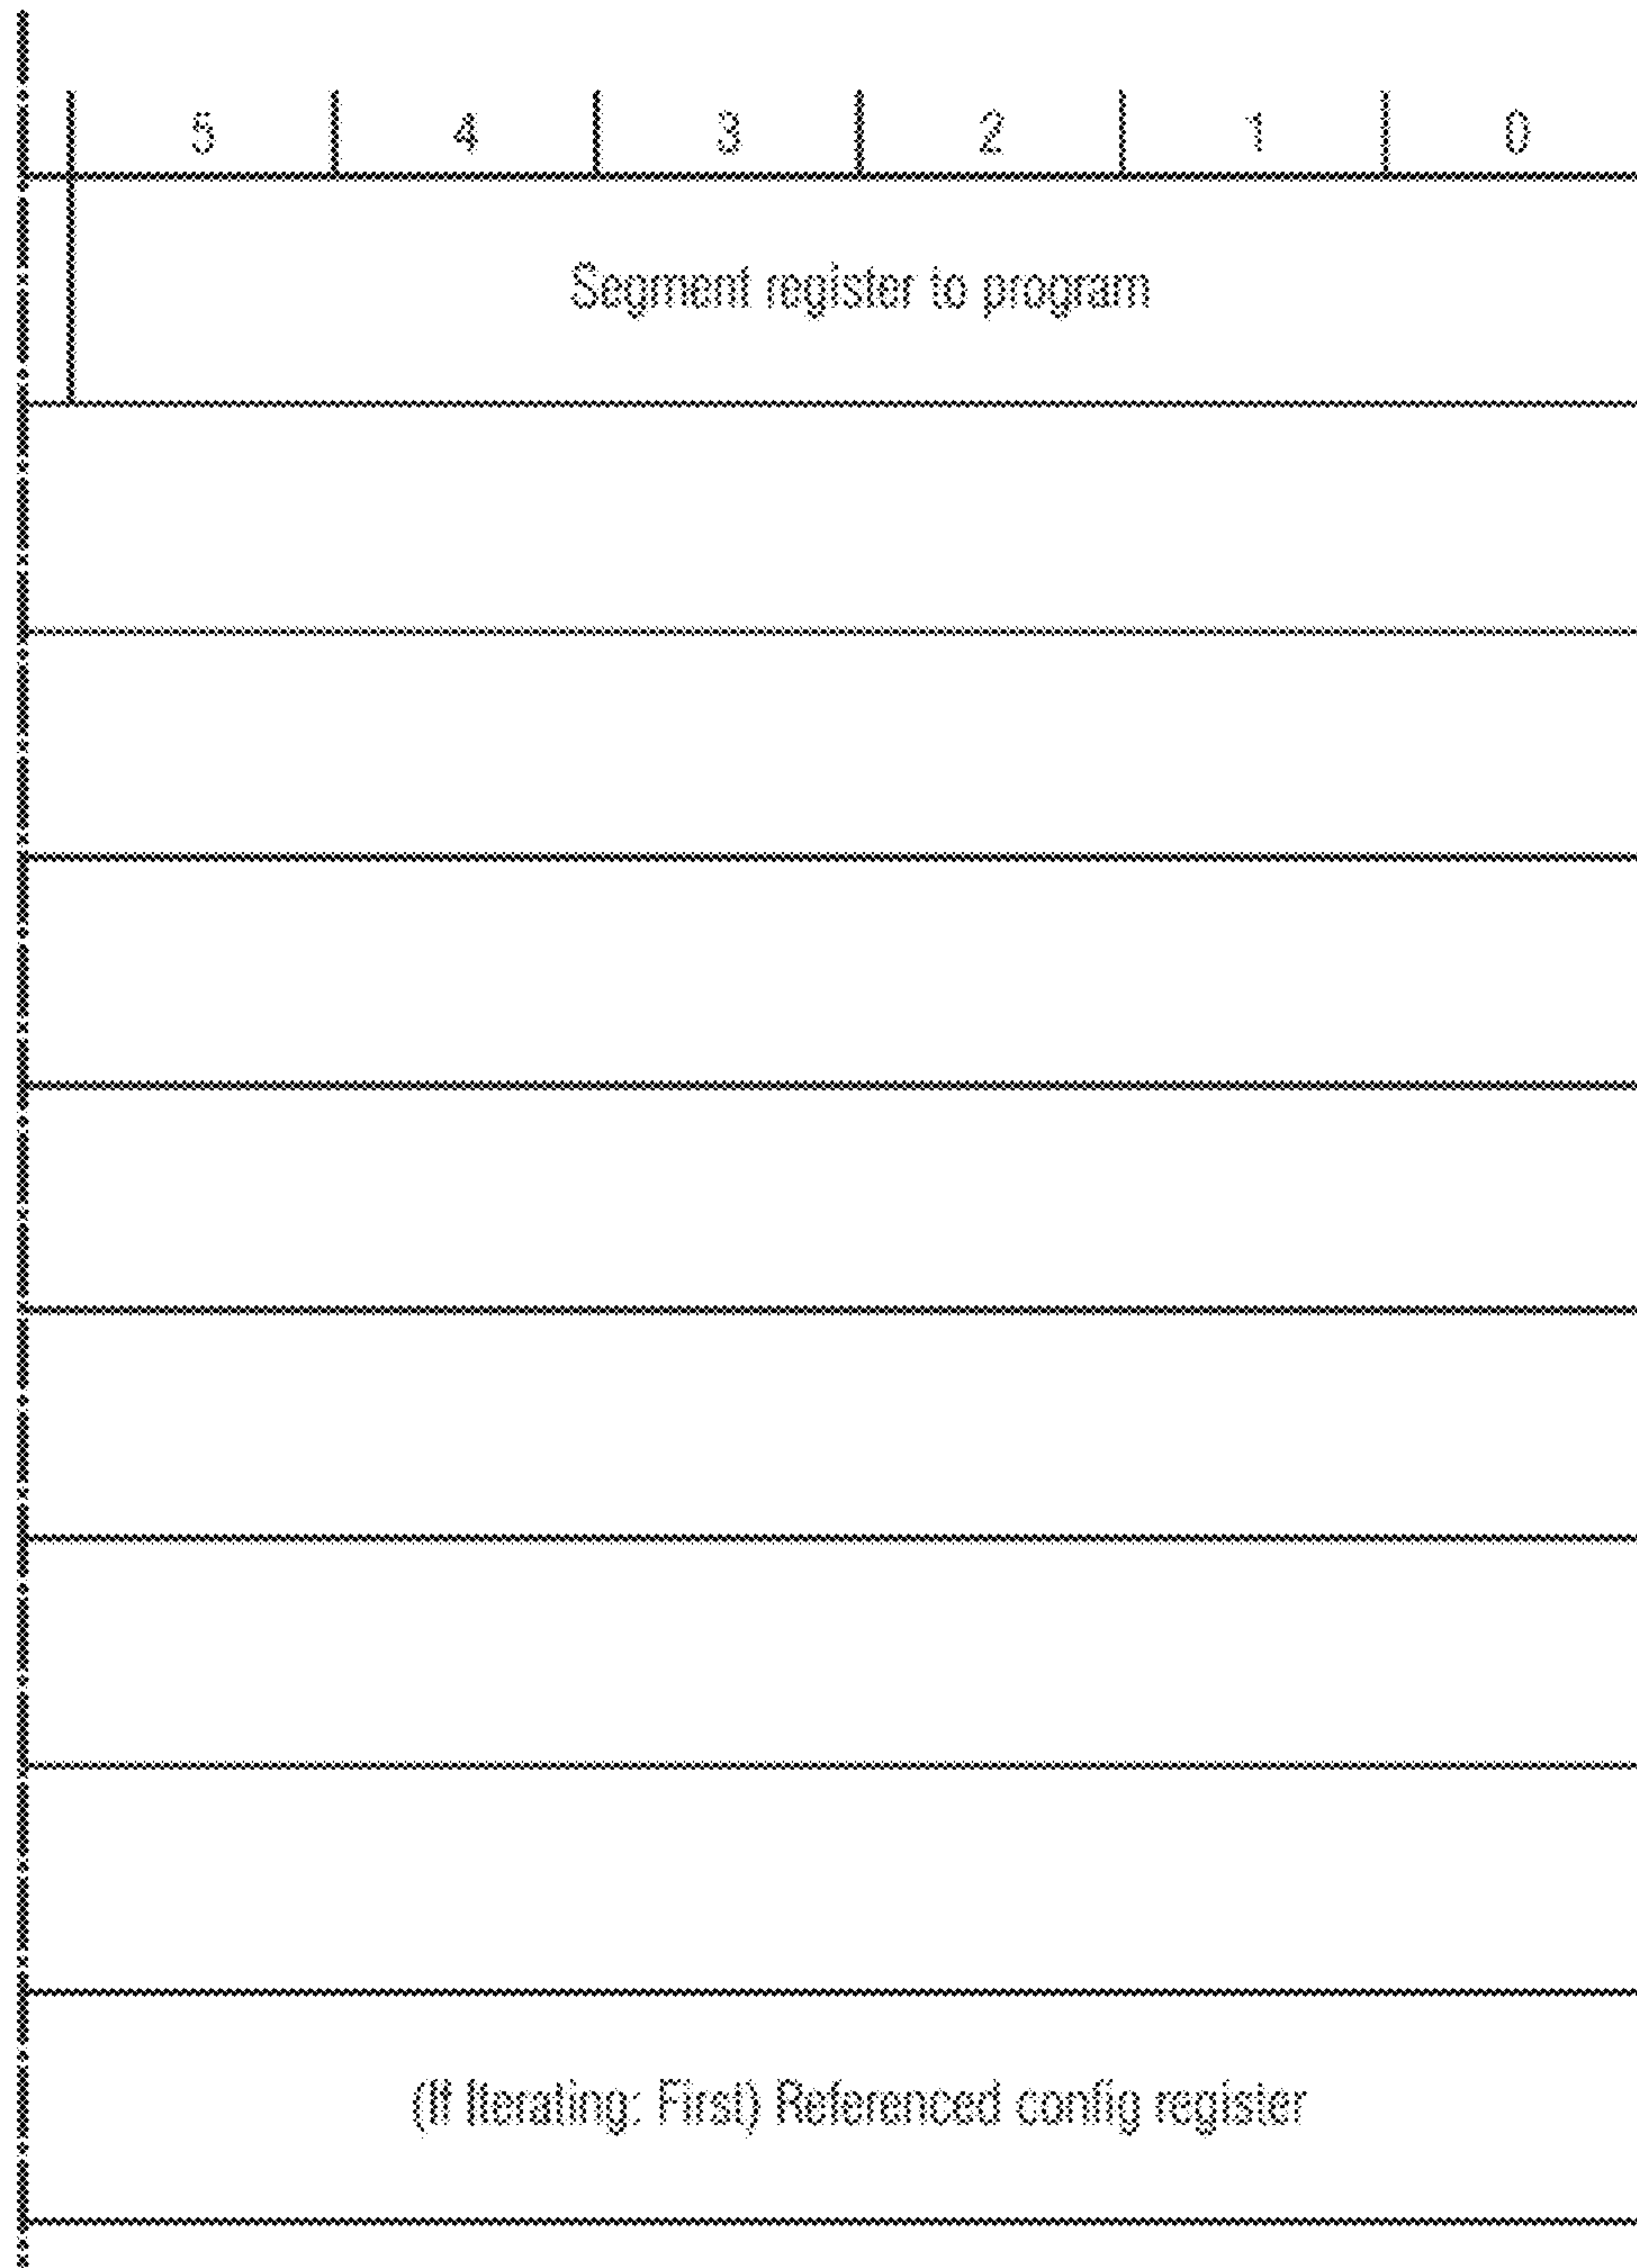 5 4 3 2 1 0
Segment register to program
(If Iterating: First) Referenced config register